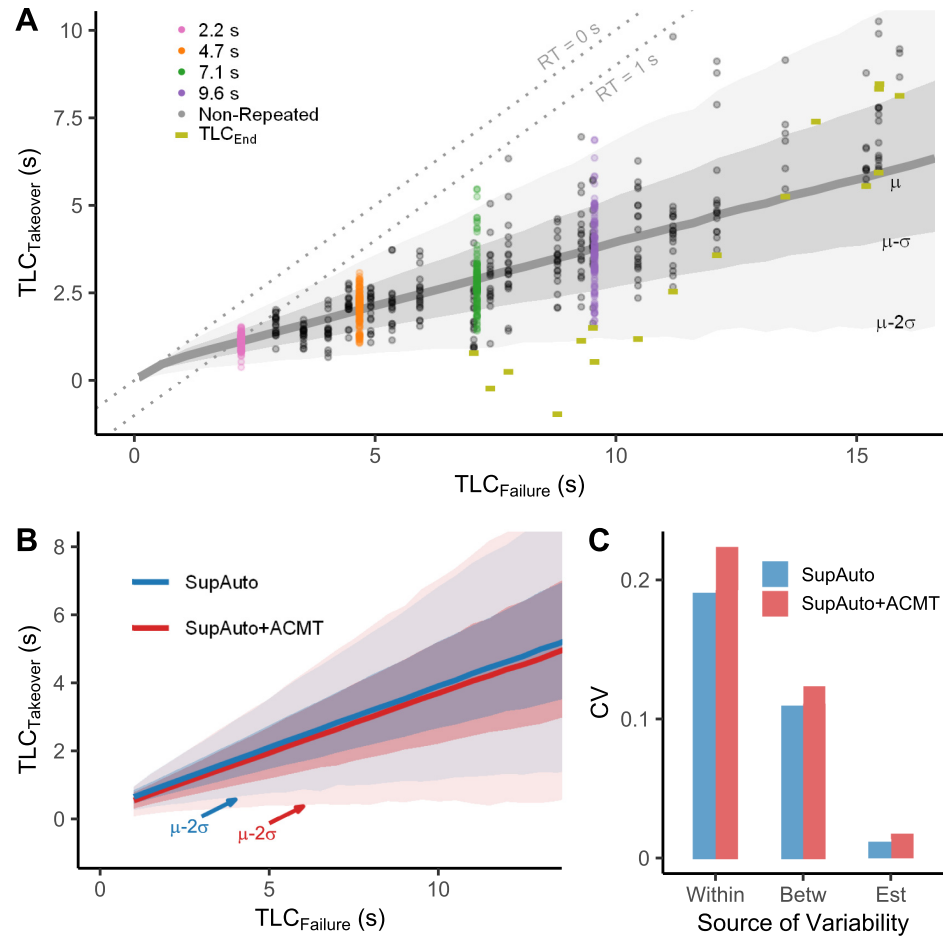 A
10
7.5
5
2.5
0
TLCTakeover (s)
2.2 s
4.7 s
7.1 s
9.6 s
Non-Repeated
TLCEnd
RT = 0 s
RT = 1 s
μ
μ-σ
μ-2σ
0 5 10 15
TLCFailure (s)
B
8
6
4
2
0
TLCTakeover (s)
SupAuto
SupAuto+ACMT
μ-2σ
μ-2σ
0 5 10
TLCFailure (s)
C
0.2
0.1
0
CV
SupAuto
SupAuto+ACMT
Within Betw Est
Source of Variability